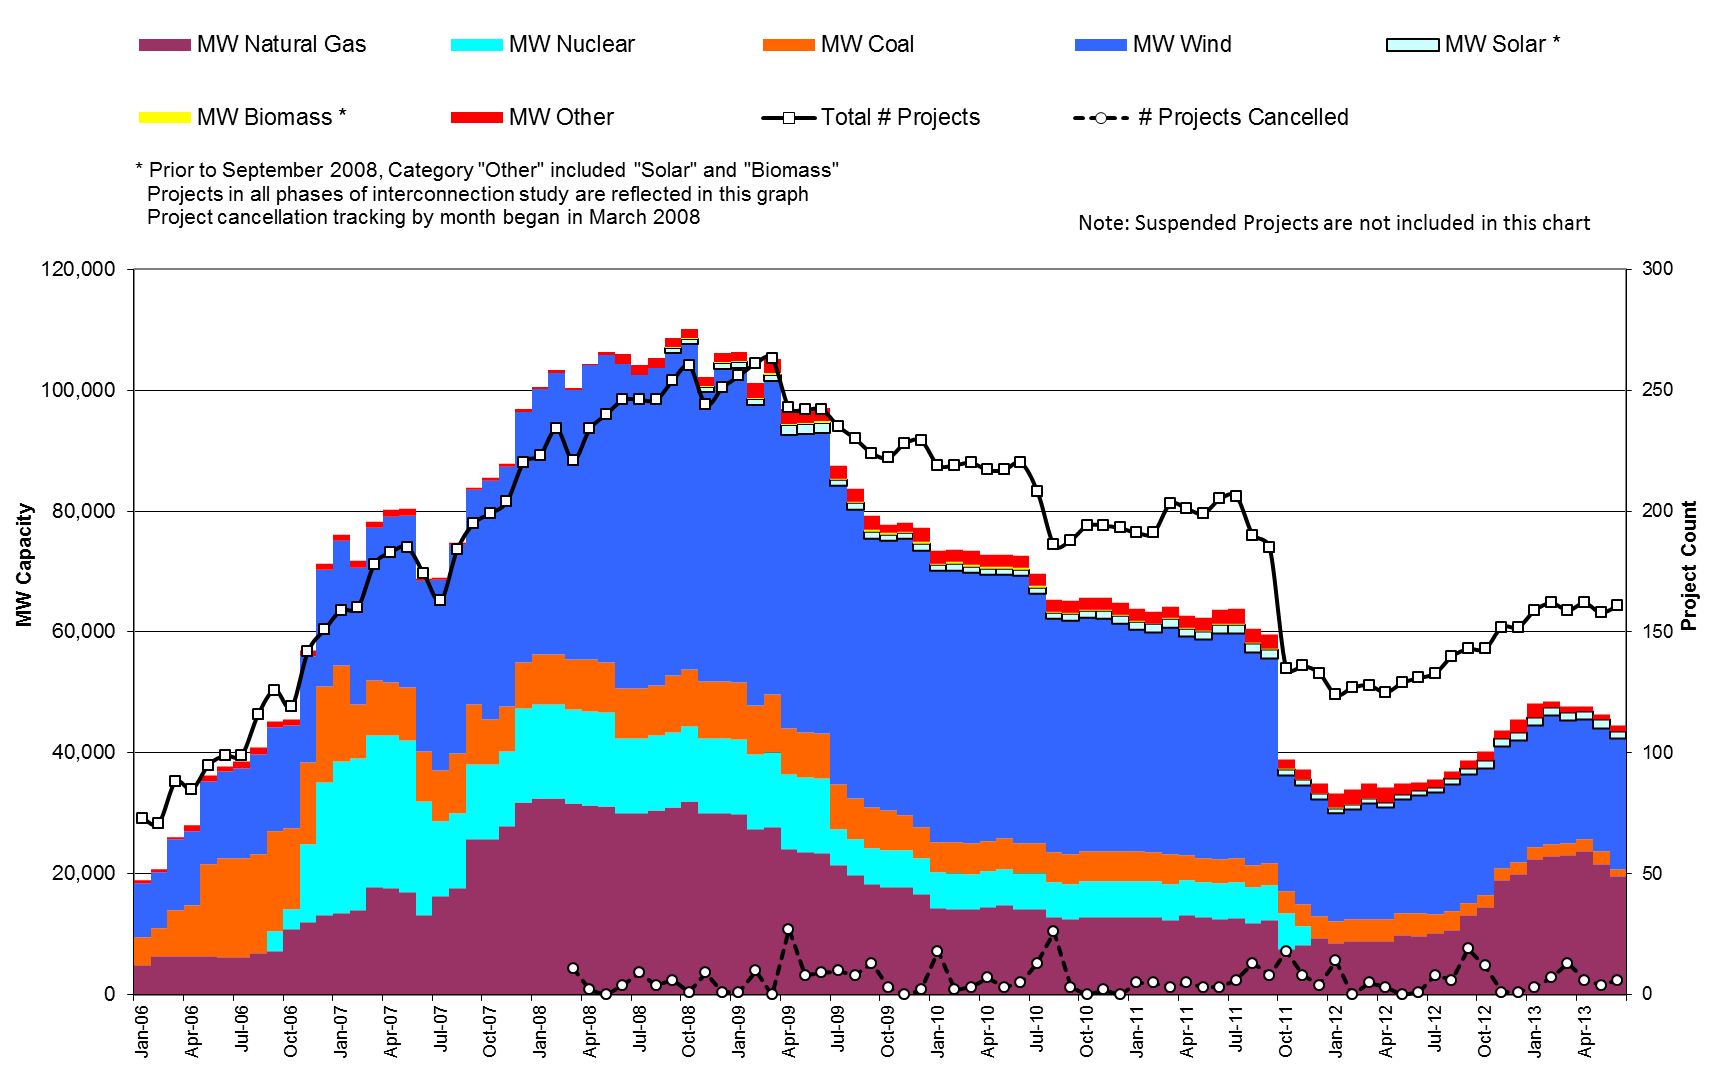 MW Natural Gas
MW Nuclear
MW Coal
MW Wind
MW Solar *
MW Biomass *
MW Other
Total # Projects
# Projects Cancelled
* Prior to September 2008, Category "Other" included "Solar" and "Biomass"
Projects in all phases of interconnection study are reflected in this graph
Project cancellation tracking by month began in March 2008
Note: Suspended Projects are not included in this chart
MW Capacity
120,000
100,000
80,000
60,000
40,000
20,000
0
300
250
200
150
100
50
0
Project Count
Jan-06
Apr-06
Jul-06
Oct-06
Jan-07
Apr-07
Jul-07
Oct-07
Jan-08
Apr-08
Jul-08
Oct-08
Jan-09
Apr-09
Jul-09
Oct-09
Jan-10
Apr-10
Jul-10
Oct-10
Jan-11
Apr-11
Jul-11
Oct-11
Jan-12
Apr-12
Jul-12
Oct-12
Jan-13
Apr-13